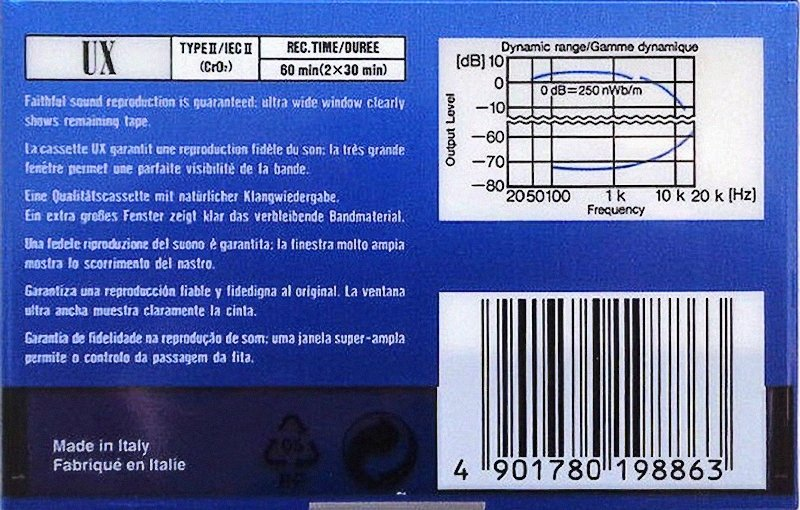 UX
TYPE II/IEC II
(CrO₂)
REC.TIME/DUREE
60 min(2×30 min)
Faithful sound reproduction is guaranteed; ultra wide window clearly
shows remaining tape.
La cassette UX garantit une reproduction fidèle du son; la très grande
fenêtre permet une parfaite visibilité de la bande.
Eine Qualitätscassette mit natürlicher Klangwiedergabe.
Ein extra großes Fenster zeigt klar das verbleibende Bandmaterial.
Una fedele riproduzione del suono è garantita; la finestra molto ampia
mostra lo scorrimento del nastro.
Garantiza una reproducción fiable y fidedigna al original. La ventana
ultra ancha muestra claramente la cinta.
Garantia de fidelidade na reprodução de som; uma janela super-ampla
permite o controlo da passagem da fita.
Made in Italy
Fabriqué en Italie
Dynamic range/Gamme dynamique
[dB] 10
0
0 dB=250 nWb/m
−10
−60
−70
−80
Output Level
20 50 100 1 k 10 k 20 k [Hz]
Frequency
4 901780 198863